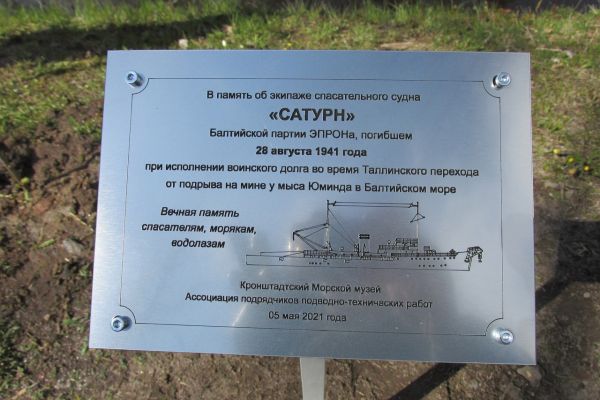 В память об экипаже спасательного судна
«САТУРН»
Балтийской партии ЭПРОНа, погибшем
28 августа 1941 года
при исполнении воинского долга во время Таллинского перехода
от подрыва на мине у мыса Юминда в Балтийском море
Вечная память
спасателям, морякам,
водолазам
Кронштадтский Морской музей
Ассоциация подрядчиков подводно-технических работ
05 мая 2021 года